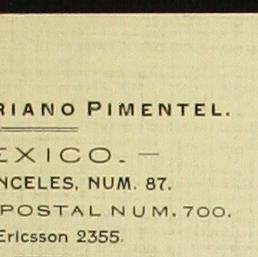 RIANO PIMENTEL.
EXICO. —
NCELES, NUM. 87.
POSTAL NUM. 700.
Ericsson 2355.